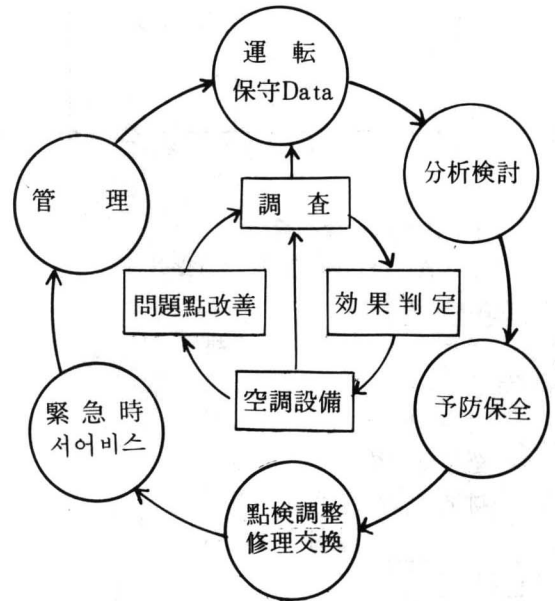 運 転
保守Data
分析検討
管 理
調 査
問題點改善
効果判定
空調設備
予防保全
緊急時
서어비스
點検調整
修理交換